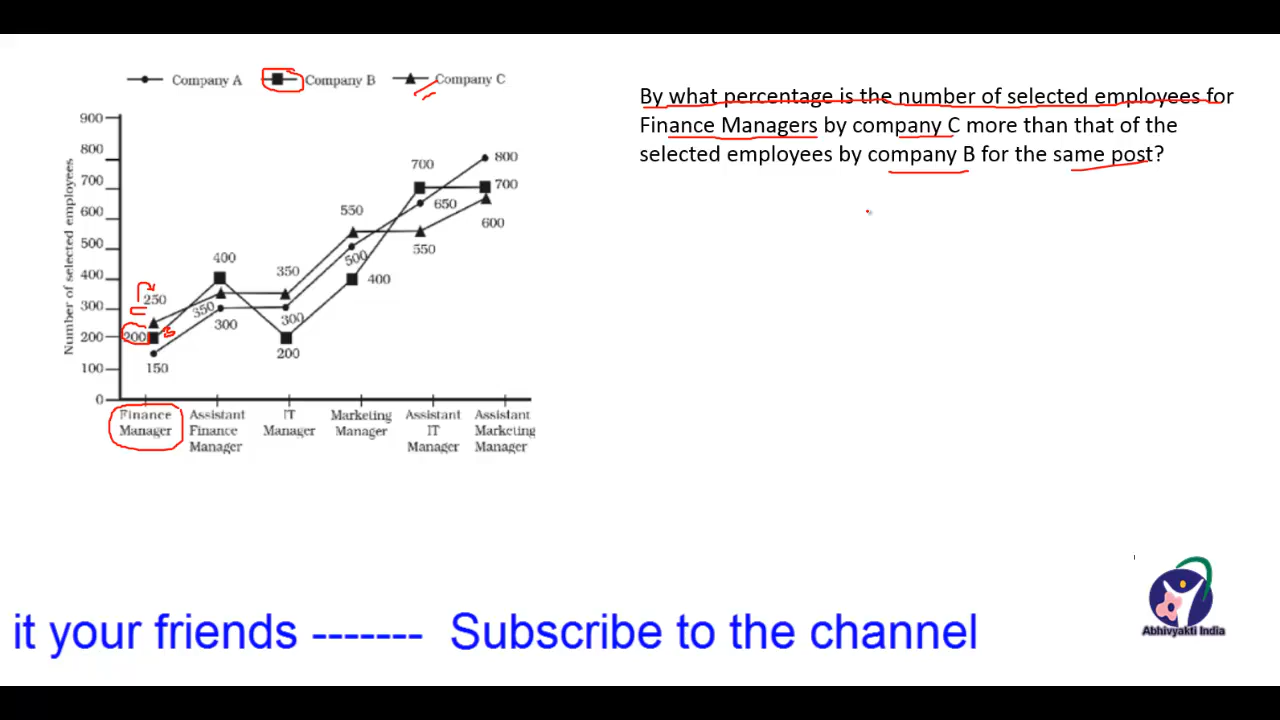 Company A Company B Company C
By what percentage is the number of selected employees for
Finance Managers by company C more than that of the
selected employees by company B for the same post?
Number of selected employees
900
800
700
600
500
400
300
200
100
0
250
200
150
400
350
300
350
300
200
550
500
400
700
650
550
800
700
600
Finance
Manager
Assistant
Finance
Manager
IT
Manager
Marketing
Manager
Assistant
IT
Manager
Assistant
Marketing
Manager
Abhivyakti India
it your friends ------- Subscribe to the channel